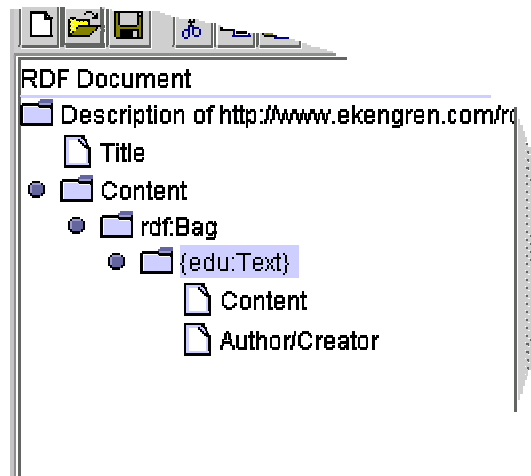 RDF Document
Description of http://www.ekengren.com/r
Title
Content
rdf:Bag
{edu:Text}
Content
Author/Creator